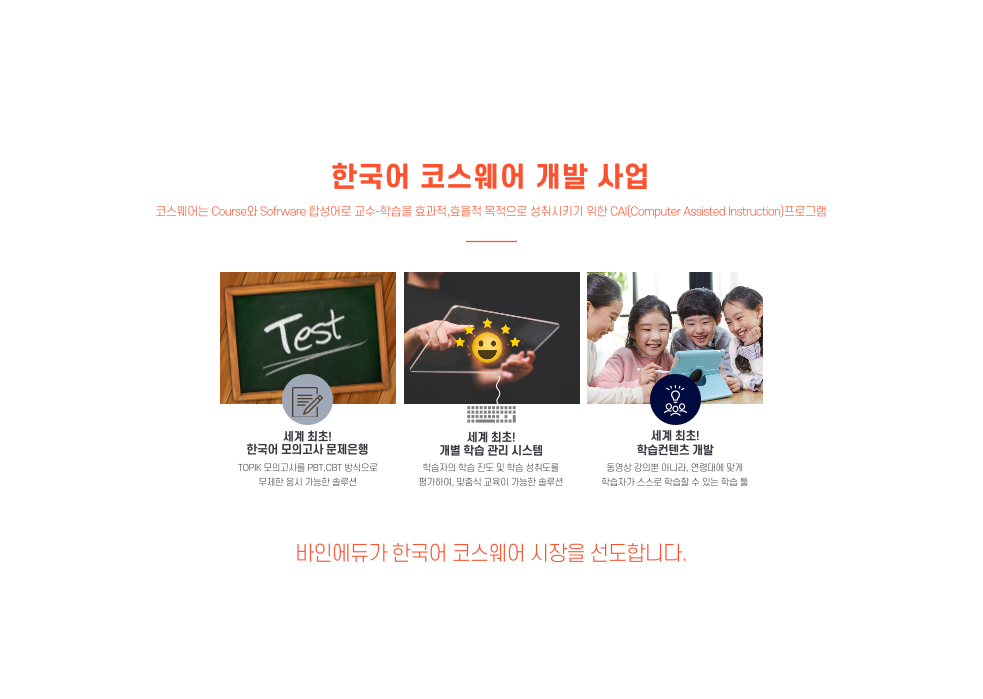 한국어 코스웨어 개발 사업
코스웨어는 Course와 Sofrware 합성어로 교수-학습을 효과적,효율적 목적으로 성취시키기 위한 CAI(Computer Assisted Instruction)프로그램
Test
세계 최초!
한국어 모의고사 문제은행
TOPIK 모의고사를 PBT,CBT 방식으로
무제한 응시 가능한 솔루션
세계 최초!
개별 학습 관리 시스템
학습자의 학습 진도 및 학습 성취도를
평가하여, 맞춤식 교육이 가능한 솔루션
세계 최초!
학습컨텐츠 개발
동영상 강의뿐 아니라, 연령대에 맞게
학습자가 스스로 학습할 수 있는 학습 툴
바인에듀가 한국어 코스웨어 시장을 선도합니다.